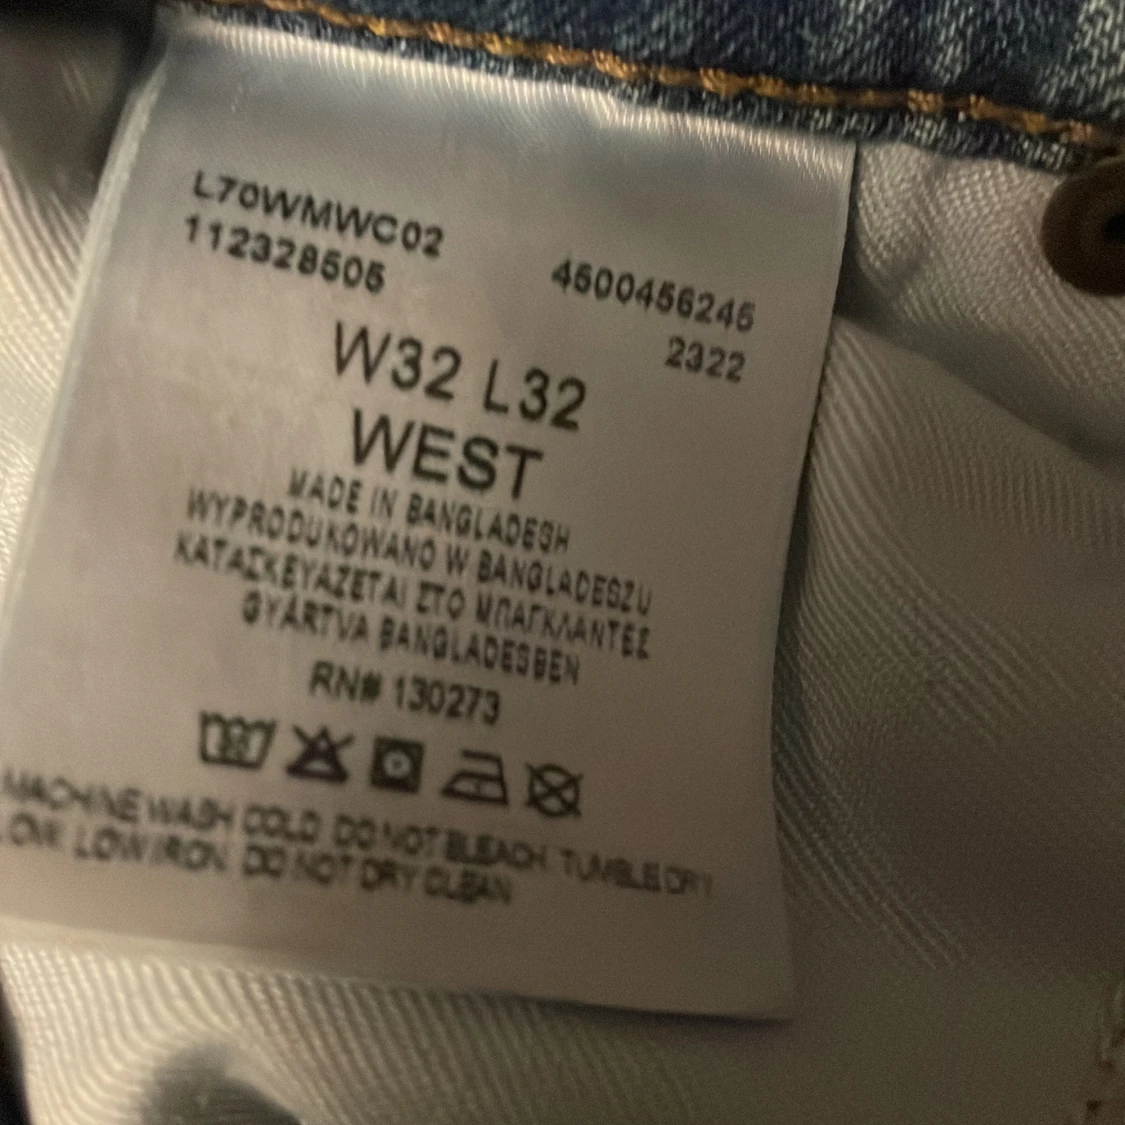 L70WMWC02
112328505
4500456245
2322
W32 L32
WEST
MADE IN BANGLADESH
WYPRODUKOWANO W BANGLADESZU
ΚΑΤΑΣΚΕΥΑΖΕΤΑΙ ΣΤΟ ΜΠΑΓΚΛΑΝΤΕΣ
GYÁRTVA BANGLADESBEN
RN# 130273
MACHINE WASH COLD DO NOT BLEACH. TUMBLE DRY
LOW. LOW IRON. DO NOT DRY CLEAN